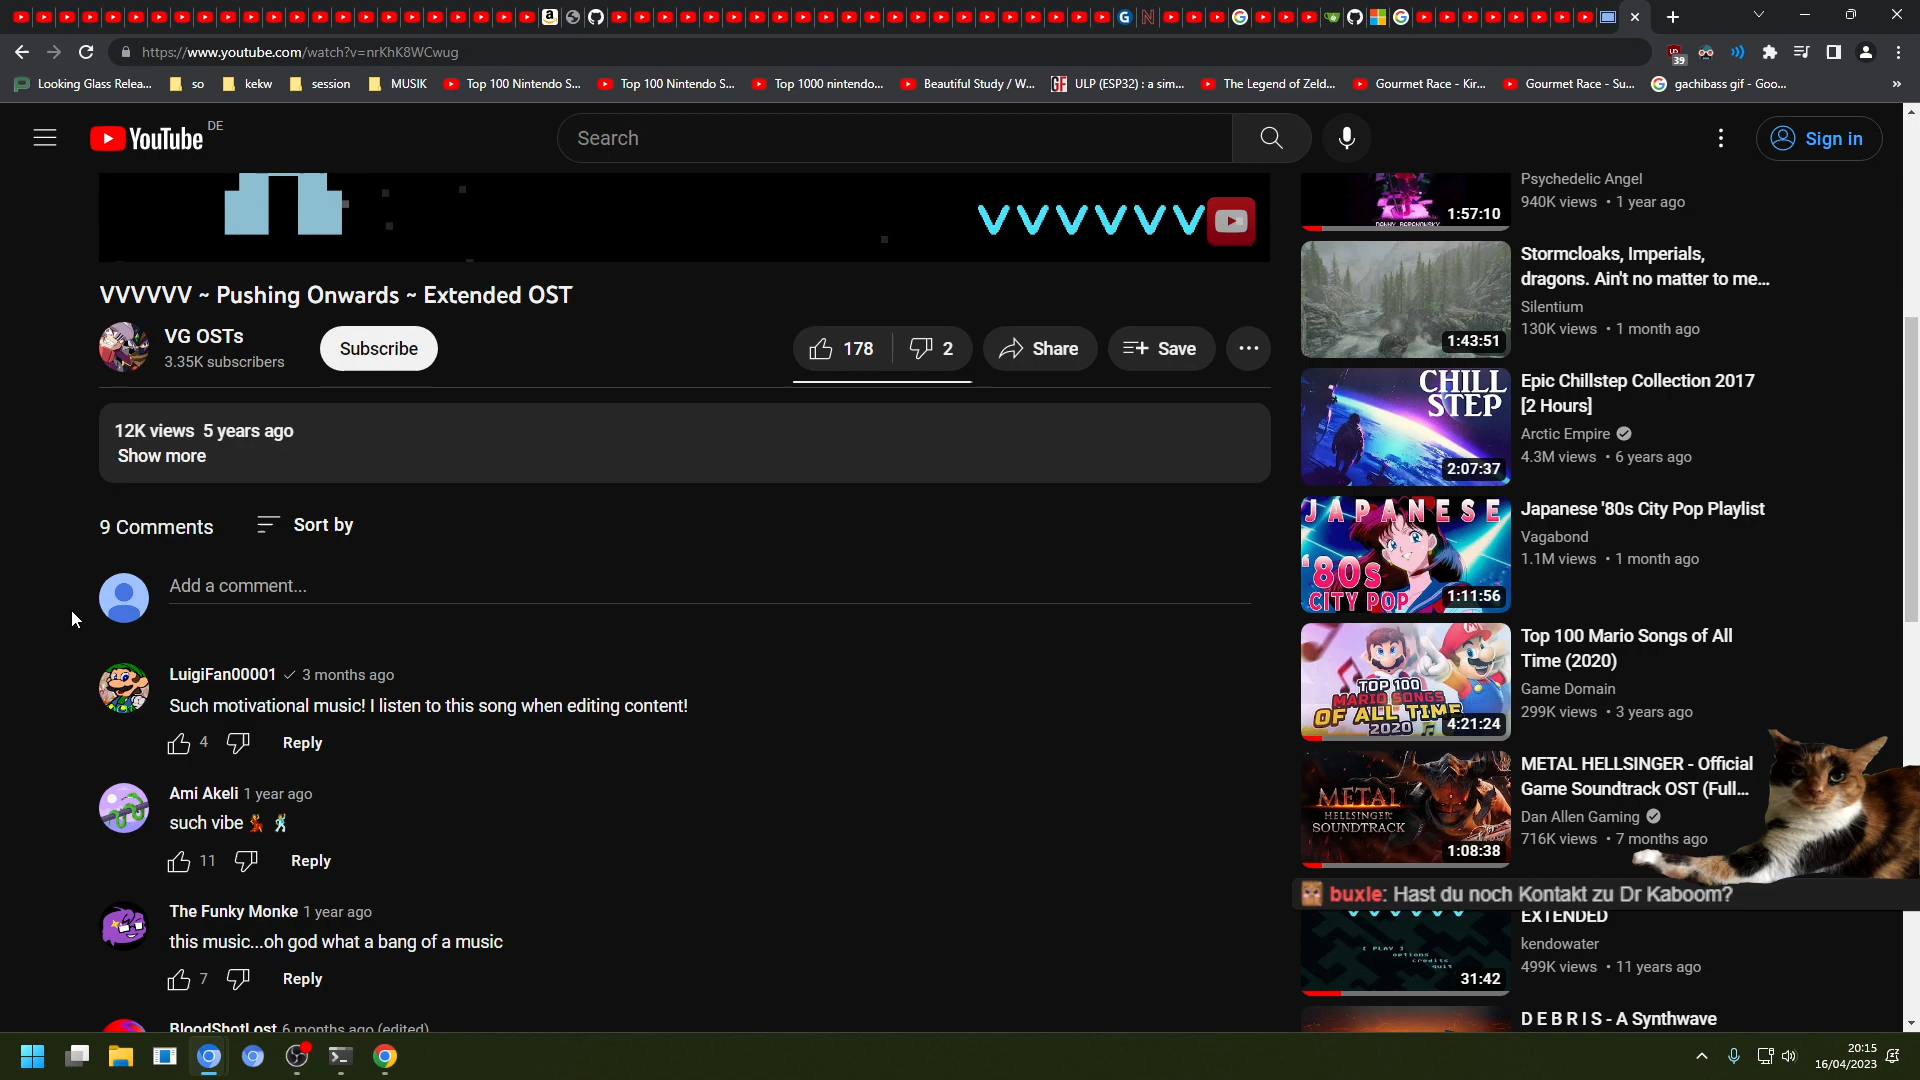 https://www.youtube.com/watch?v=nrKhK8WCwug
39
Looking Glass Relea...
so
kekw
session
MUSIK
Top 100 Nintendo S...
Top 100 Nintendo S...
Top 1000 nintendo...
Beautiful Study / W...
ULP (ESP32) : a sim...
The Legend of Zeld...
Gourmet Race - Kir...
Gourmet Race - Su...
gachibass gif - Goo...
»
YouTube DE
Search
Sign in
VVVVVV
VVVVVV ~ Pushing Onwards ~ Extended OST
VG OSTs
3.35K subscribers
Subscribe
178
2
Share
Save
12K views 5 years ago
Show more
9 Comments
Sort by
Add a comment...
LuigiFan00001 3 months ago
Such motivational music! I listen to this song when editing content!
4
Reply
Ami Akeli 1 year ago
such vibe 💃 🕺
11
Reply
The Funky Monke 1 year ago
this music...oh god what a bang of a music
7
Reply
BloodShotLost 6 months ago (edited)
DANNY BARANOWSKY
1:57:10
Psychedelic Angel
940K views • 1 year ago
1:43:51
Stormcloaks, Imperials,
dragons. Ain't no matter to me...
Silentium
130K views • 1 month ago
CHILL
STEP
2:07:37
Epic Chillstep Collection 2017
[2 Hours]
Arctic Empire
4.3M views • 6 years ago
JAPANESE
'80s
CITY POP
1:11:56
Japanese '80s City Pop Playlist
Vagabond
1.1M views • 1 month ago
TOP 100
MARIO SONGS
OF ALL TIME
2020
4:21:24
Top 100 Mario Songs of All
Time (2020)
Game Domain
299K views • 3 years ago
METAL
HELLSINGER
SOUNDTRACK
1:08:38
METAL HELLSINGER - Official
Game Soundtrack OST (Full...
Dan Allen Gaming
716K views • 7 months ago
buxle: Hast du noch Kontakt zu Dr Kaboom?
[ PLAY ]
options
credits
quit
31:42
EXTENDED
kendowater
499K views • 11 years ago
D E B R I S - A Synthwave
20:15
16/04/2023